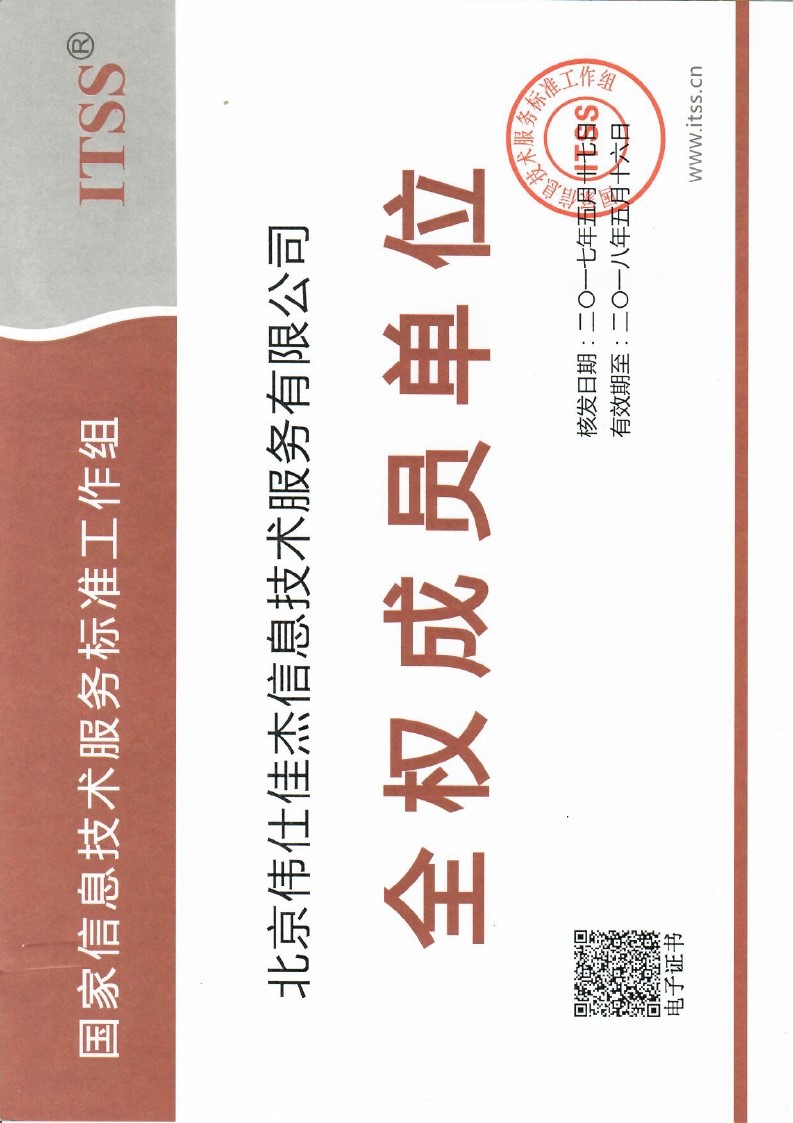 国家信息技术服务标准工作组
ITSS®
北京伟仕佳杰信息技术服务有限公司
全权成员单位
核发日期：二〇一七年五月十七日
有效期至：二〇一八年五月十六日
国家信息技术服务标准工作组
ITSS
电子证书
www.itss.cn